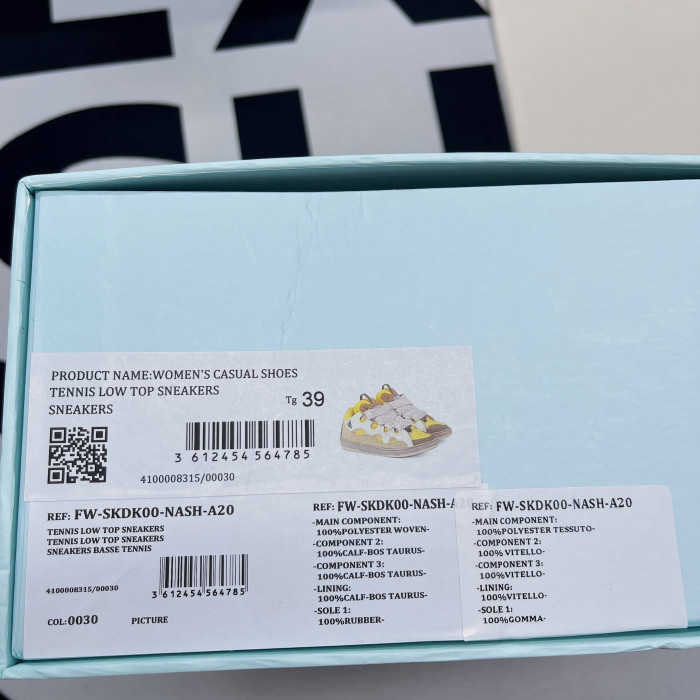 PRODUCT NAME:WOMEN'S CASUAL SHOES
TENNIS LOW TOP SNEAKERS
SNEAKERS
Tg 39
3 612454 564785
4100008315/00030
REF: FW-SKDK00-NASH-A20
TENNIS LOW TOP SNEAKERS
TENNIS LOW TOP SNEAKERS
SNEAKERS BASSE TENNIS
4100008315/00030
3 612454 564785
COL:0030 PICTURE
REF: FW-SKDK00-NASH-A
-MAIN COMPONENT:
100%POLYESTER WOVEN-
-COMPONENT 2:
100%CALF-BOS TAURUS-
-COMPONENT 3:
100%CALF-BOS TAURUS-
-LINING:
100%CALF-BOS TAURUS-
-SOLE 1:
100%RUBBER-
REF: FW-SKDK00-NASH-A20
-MAIN COMPONENT:
100%POLYESTER TESSUTO-
-COMPONENT 2:
100% VITELLO-
-COMPONENT 3:
100%VITELLO-
-LINING:
100%VITELLO-
-SOLE 1:
100%GOMMA-